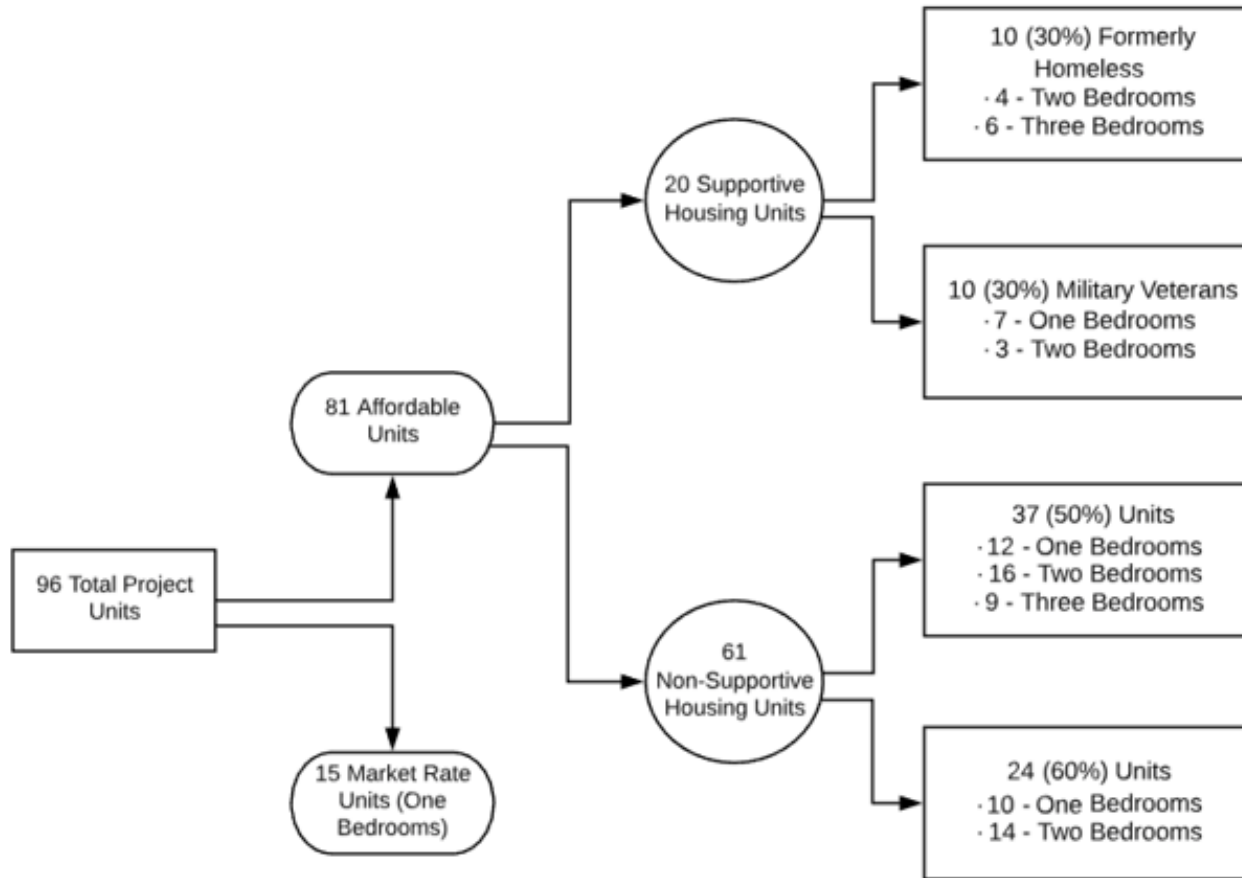 96 Total Project
Units
81 Affordable
Units
15 Market Rate
Units (One
Bedrooms)
20 Supportive
Housing Units
61
Non-Supportive
Housing Units
10 (30%) Formerly
Homeless
· 4 - Two Bedrooms
· 6 - Three Bedrooms
10 (30%) Military Veterans
· 7 - One Bedrooms
· 3 - Two Bedrooms
37 (50%) Units
· 12 - One Bedrooms
· 16 - Two Bedrooms
· 9 - Three Bedrooms
24 (60%) Units
· 10 - One Bedrooms
· 14 - Two Bedrooms